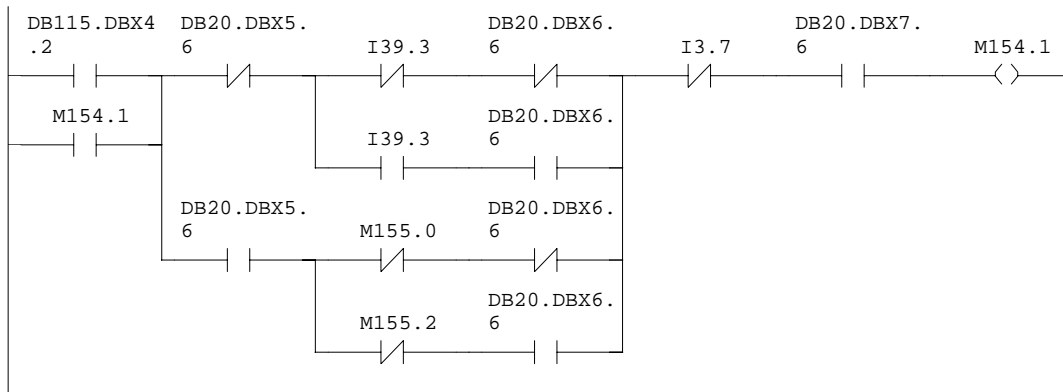 DB115.DBX4 DB20.DBX5. DB20.DBX6. DB20.DBX7.
.2 6 I39.3 6 I3.7 6 M154.1
M154.1 DB20.DBX6.
I39.3 6
DB20.DBX5. DB20.DBX6.
6 M155.0 6
DB20.DBX6.
M155.2 6